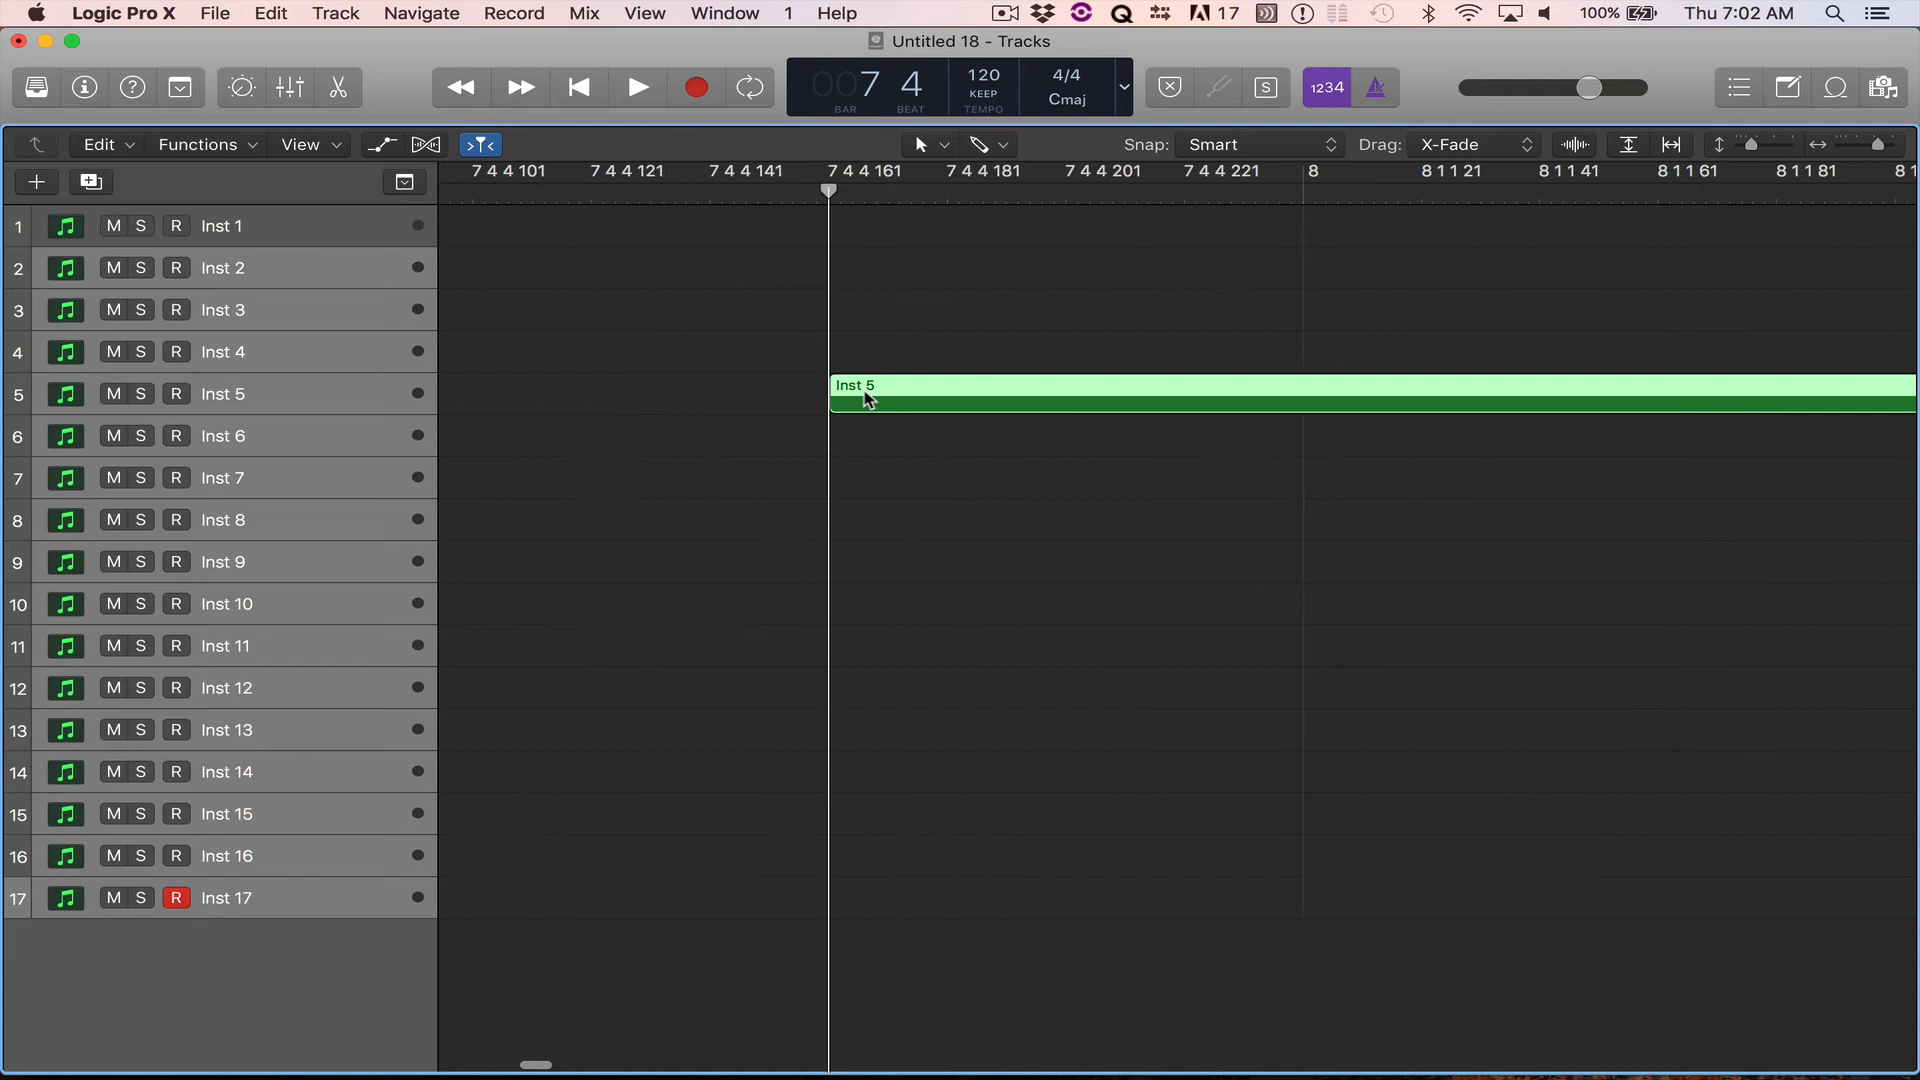 Logic Pro X File Edit Track Navigate Record Mix View Window 1 Help 17 100% Thu 7:02 AM
Untitled 18 - Tracks
007 4 120 4/4
KEEP Cmaj
BAR BEAT TEMPO
S 1234
Edit Functions View Snap: Smart Drag: X-Fade
7 4 4 101 7 4 4 121 7 4 4 141 7 4 4 161 7 4 4 181 7 4 4 201 7 4 4 221 8 8 1 1 21 8 1 1 41 8 1 1 61 8 1 1 81 8 1
1 M S R Inst 1
2 M S R Inst 2
3 M S R Inst 3
4 M S R Inst 4
Inst 5
5 M S R Inst 5
6 M S R Inst 6
7 M S R Inst 7
8 M S R Inst 8
9 M S R Inst 9
10 M S R Inst 10
11 M S R Inst 11
12 M S R Inst 12
13 M S R Inst 13
14 M S R Inst 14
15 M S R Inst 15
16 M S R Inst 16
17 M S R Inst 17